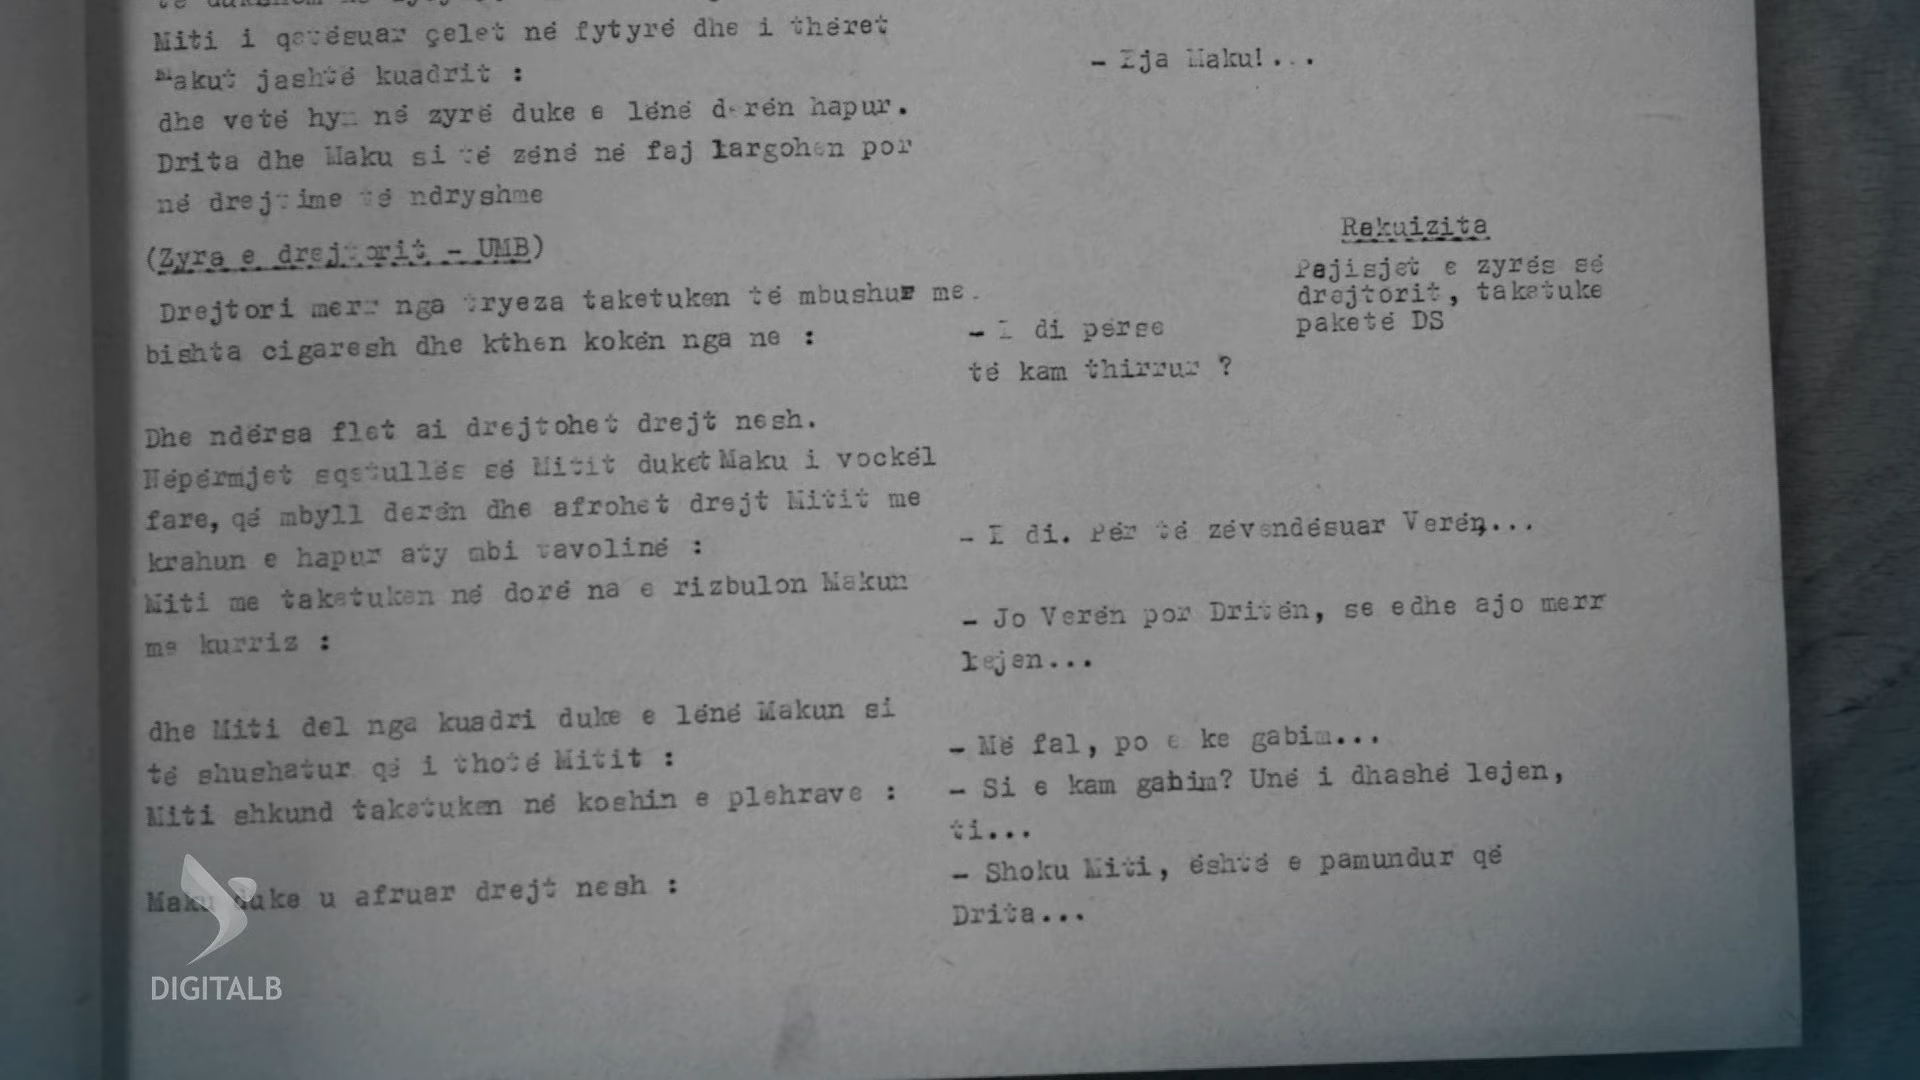 Miti i qetësuar çelet në fytyrë dhe i thëret
Makut jashtë kuadrit :
- Eja Maku!...
dhe vetë hyn në zyrë duke e lënë derën hapur.
Drita dhe Maku si të zënë në faj largohen por
në drejtime të ndryshme
(Zyra e drejtorit - UMB)
Rekuizita
Pajisjet e zyrës së
drejtorit, taketuke
paketë DS
Drejtori merr nga tryeza taketuken të mbushur me
bishta cigaresh dhe kthen kokën nga ne :
- I di përse
të kam thirrur ?
Dhe ndërsa flet ai drejtohet drejt nesh.
Nëpërmjet sqetullës së Mitit duket Maku i vockël
fare, që mbyll derën dhe afrohet drejt Mitit me
krahun e hapur aty mbi tavolinë :
- I di. Për të zëvendësuar Verën...
Miti me taketuken në dorë na e rizbulon Makun
me kurriz :
- Jo Verën por Dritën, se edhe ajo merr
lejen...
dhe Miti del nga kuadri duke e lënë Makun si
të shushatur që i thotë Mitit :
- Më fal, po e ke gabim...
Miti shkund taketuken në koshin e plehrave :
- Si e kam gabim? Unë i dhashë lejen,
ti...
Maku duke u afruar drejt nesh :
- Shoku Miti, është e pamundur që
Drita...
DIGITALB